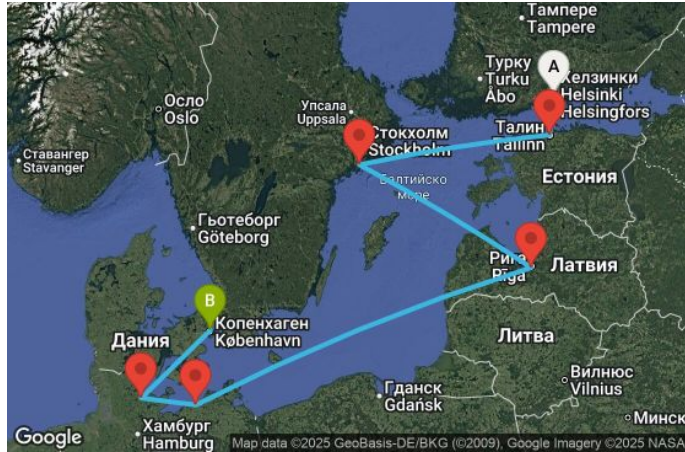 Тампере
Tampere
Турку
Turku
Åbo
A
Хелзинки
Helsinki
Helsingfors
Осло
Oslo
Упсала
Uppsala
Стокхолм
Stockholm
Талин
Tallinn
Ставангер
Stavanger
Балтийско
море
Естония
Гьотеборг
Göteborg
Рига
Rīga
Латвия
B
Копенхаген
København
Дания
Литва
Вилнюс
Vilnius
Гданск
Gdańsk
Минск
Хамбург
Hamburg
Google
Map data ©2025 GeoBasis-DE/BKG (©2009), Google Imagery ©2025 NASA